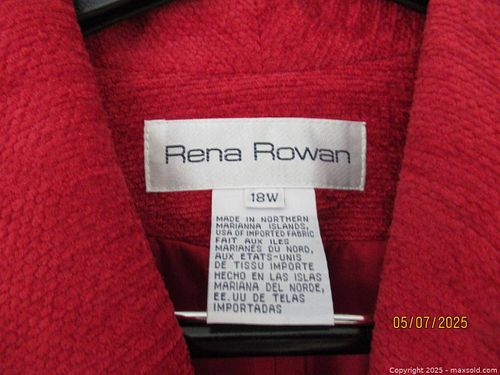 Rena Rowan
18W
MADE IN NORTHERN
MARIANNA ISLANDS,
USA OF IMPORTED FABRIC
FAIT AUX ILES
MARIANES DU NORD,
AUX ETATS-UNIS
DE TISSU IMPORTE
HECHO EN LAS ISLAS
MARIANA DEL NORDE,
EE.UU DE TELAS
IMPORTADAS
05/07/2025
Copyright 2025 - maxsold.com